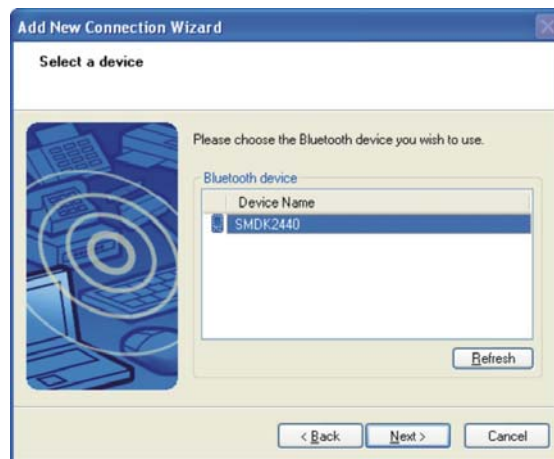 Add New Connection Wizard
Select a device
Please choose the Bluetooth device you wish to use.
Bluetooth device
Device Name
SMDK2440
Refresh
< Back
Next >
Cancel